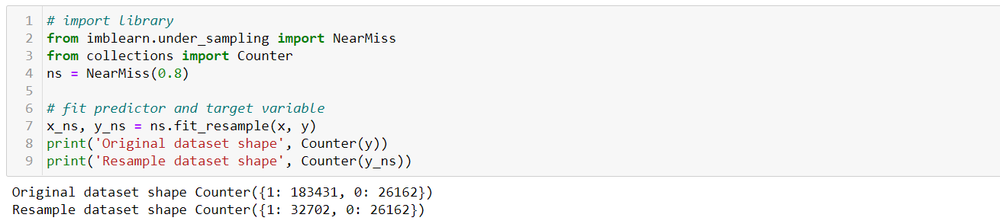 1 # import library
2 from imblearn.under_sampling import NearMiss
3 from collections import Counter
4 ns = NearMiss(0.8)
5
6 # fit predictor and target variable
7 x_ns, y_ns = ns.fit_resample(x, y)
8 print('Original dataset shape', Counter(y))
9 print('Resample dataset shape', Counter(y_ns))
Original dataset shape Counter({1: 183431, 0: 26162})
Resample dataset shape Counter({1: 32702, 0: 26162})